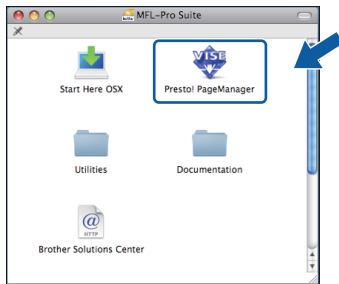 MFL-Pro Suite
VISE
Start Here OSX
Presto! PageManager
Utilities
Documentation
@
HTTP
Brother Solutions Center